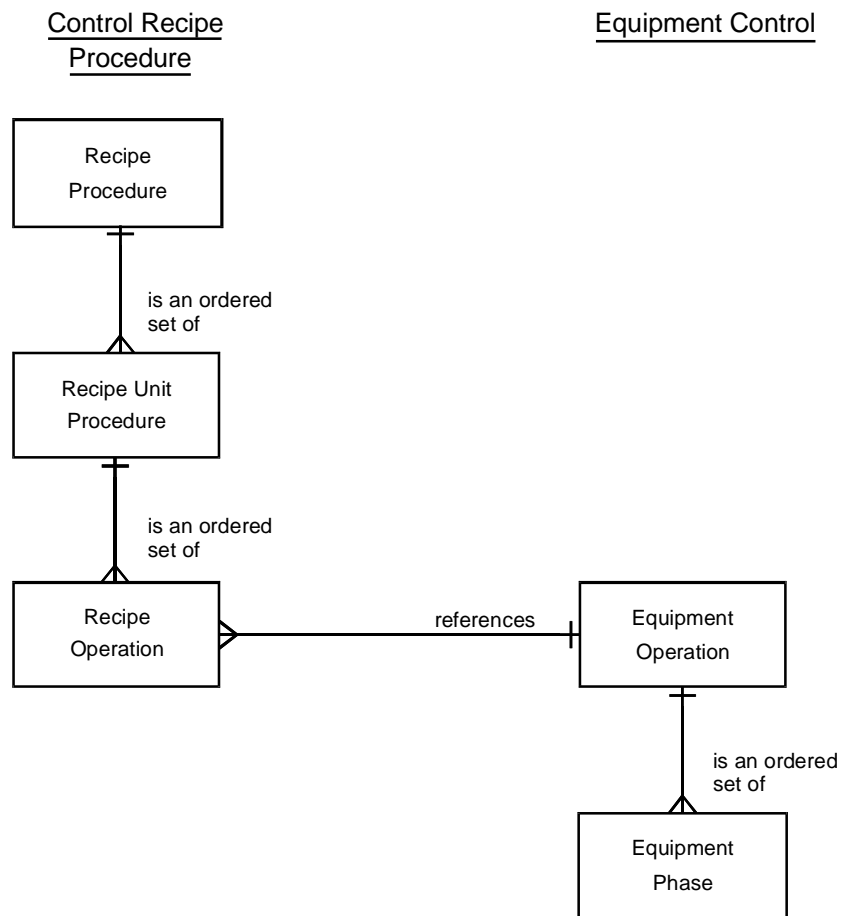 Control Recipe
Procedure
Equipment Control
Recipe
Procedure
is an ordered
set of
Recipe Unit
Procedure
is an ordered
set of
Recipe
Operation
references
Equipment
Operation
is an ordered
set of
Equipment
Phase